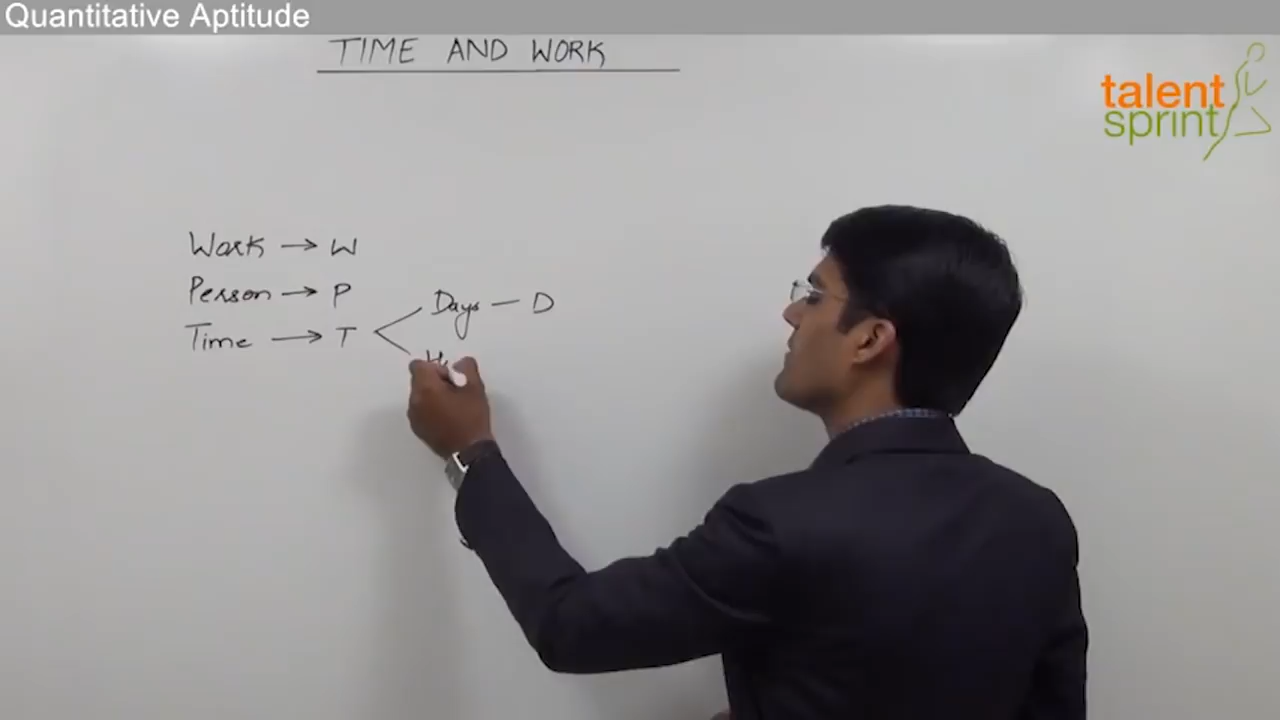 Quantitative Aptitude
TIME AND WORK
talent
sprint
Work → W
Person → P
Time → T
Days — D